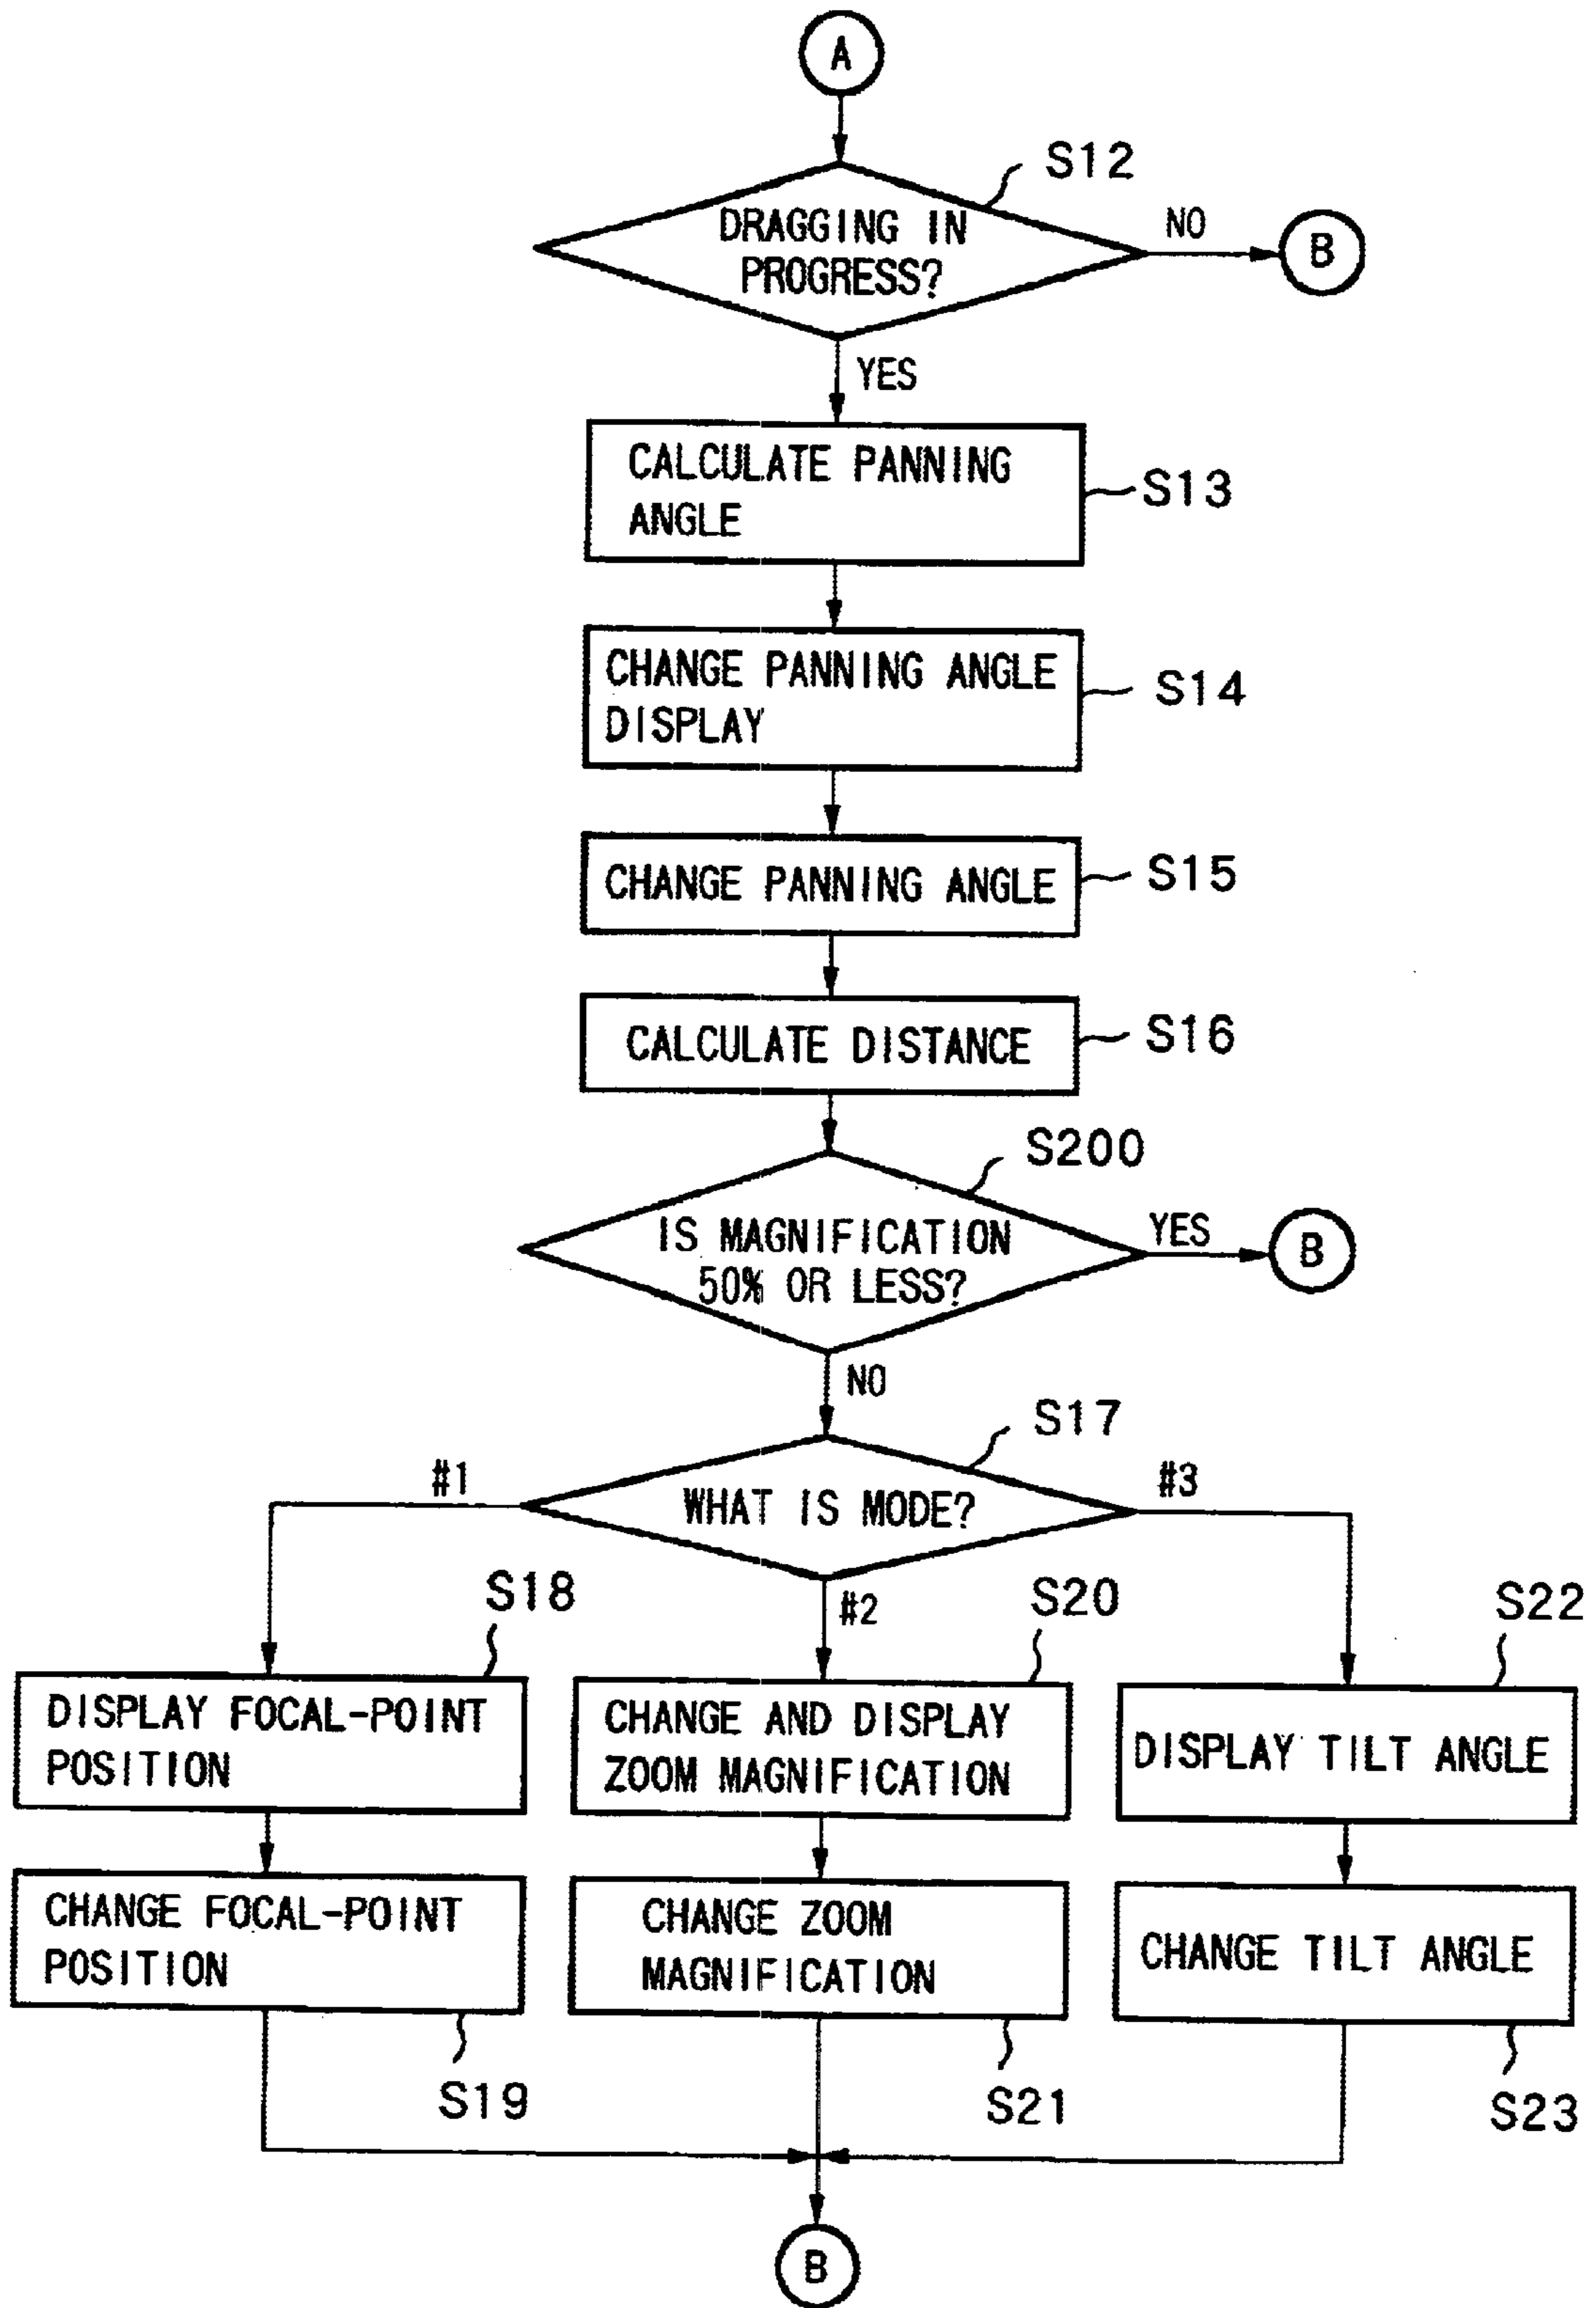 A
S12
DRAGGING IN
PROGRESS?
NO
B
YES
CALCULATE PANNING
ANGLE
S13
CHANGE PANNING ANGLE
DISPLAY
S14
CHANGE PANNING ANGLE
S15
CALCULATE DISTANCE
S16
S200
IS MAGNIFICATION
50% OR LESS?
YES
B
NO
S17
#1
WHAT IS MODE?
#3
S18
#2
S20
S22
DISPLAY FOCAL-POINT
POSITION
CHANGE AND DISPLAY
ZOOM MAGNIFICATION
DISPLAY TILT ANGLE
CHANGE FOCAL-POINT
POSITION
CHANGE ZOOM
MAGNIFICATION
CHANGE TILT ANGLE
S19
S21
S23
B